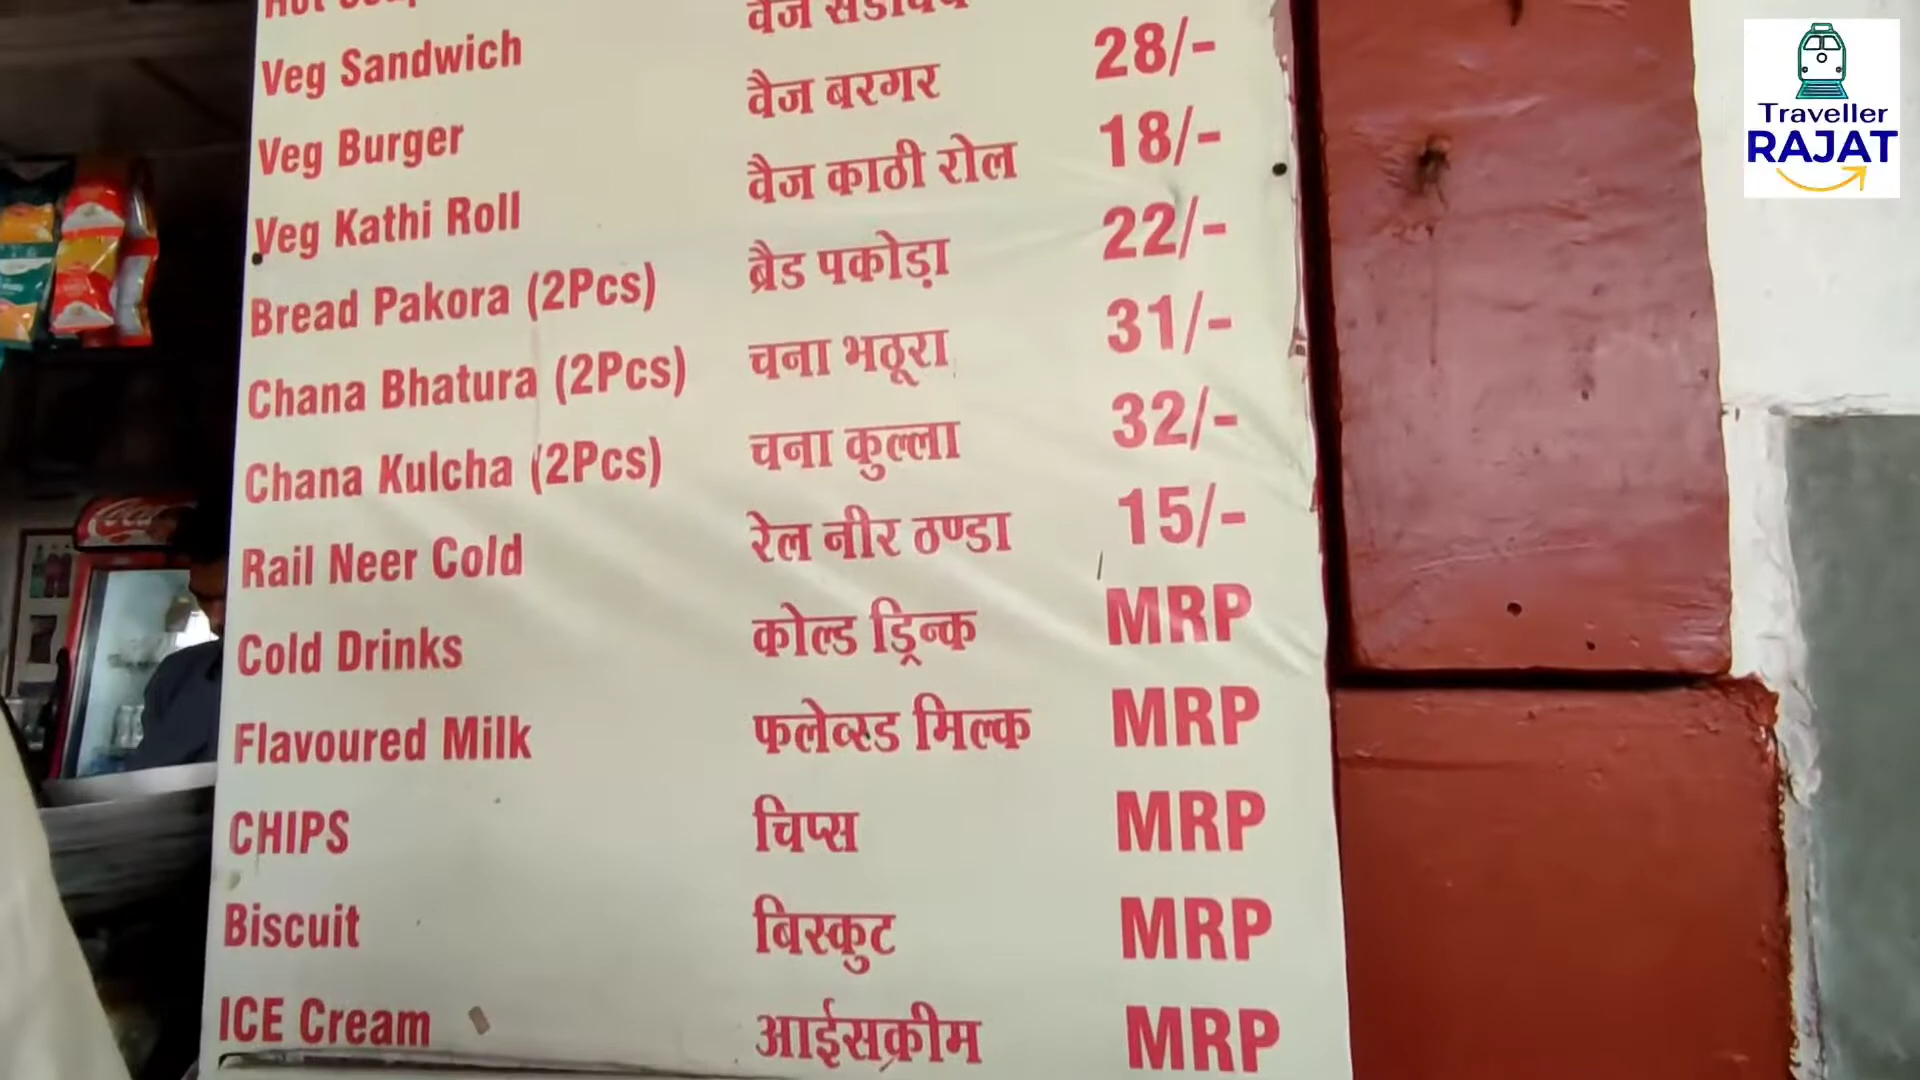 Veg Sandwich वैज
Veg Burger वैज बरगर 28/-
Veg Kathi Roll वैज काठी रोल 18/-
Bread Pakora (2Pcs) ब्रैड पकोड़ा 22/-
Chana Bhatura (2Pcs) चना भठूरा 31/-
Chana Kulcha (2Pcs) चना कुल्ला 32/-
Rail Neer Cold रेल नीर ठण्डा 15/-
Cold Drinks कोल्ड ड्रिन्क MRP
Flavoured Milk फलेव्स्ड मिल्क MRP
CHIPS चिप्स MRP
Biscuit बिस्कुट MRP
ICE Cream आईसक्रीम MRP
Traveller
RAJAT